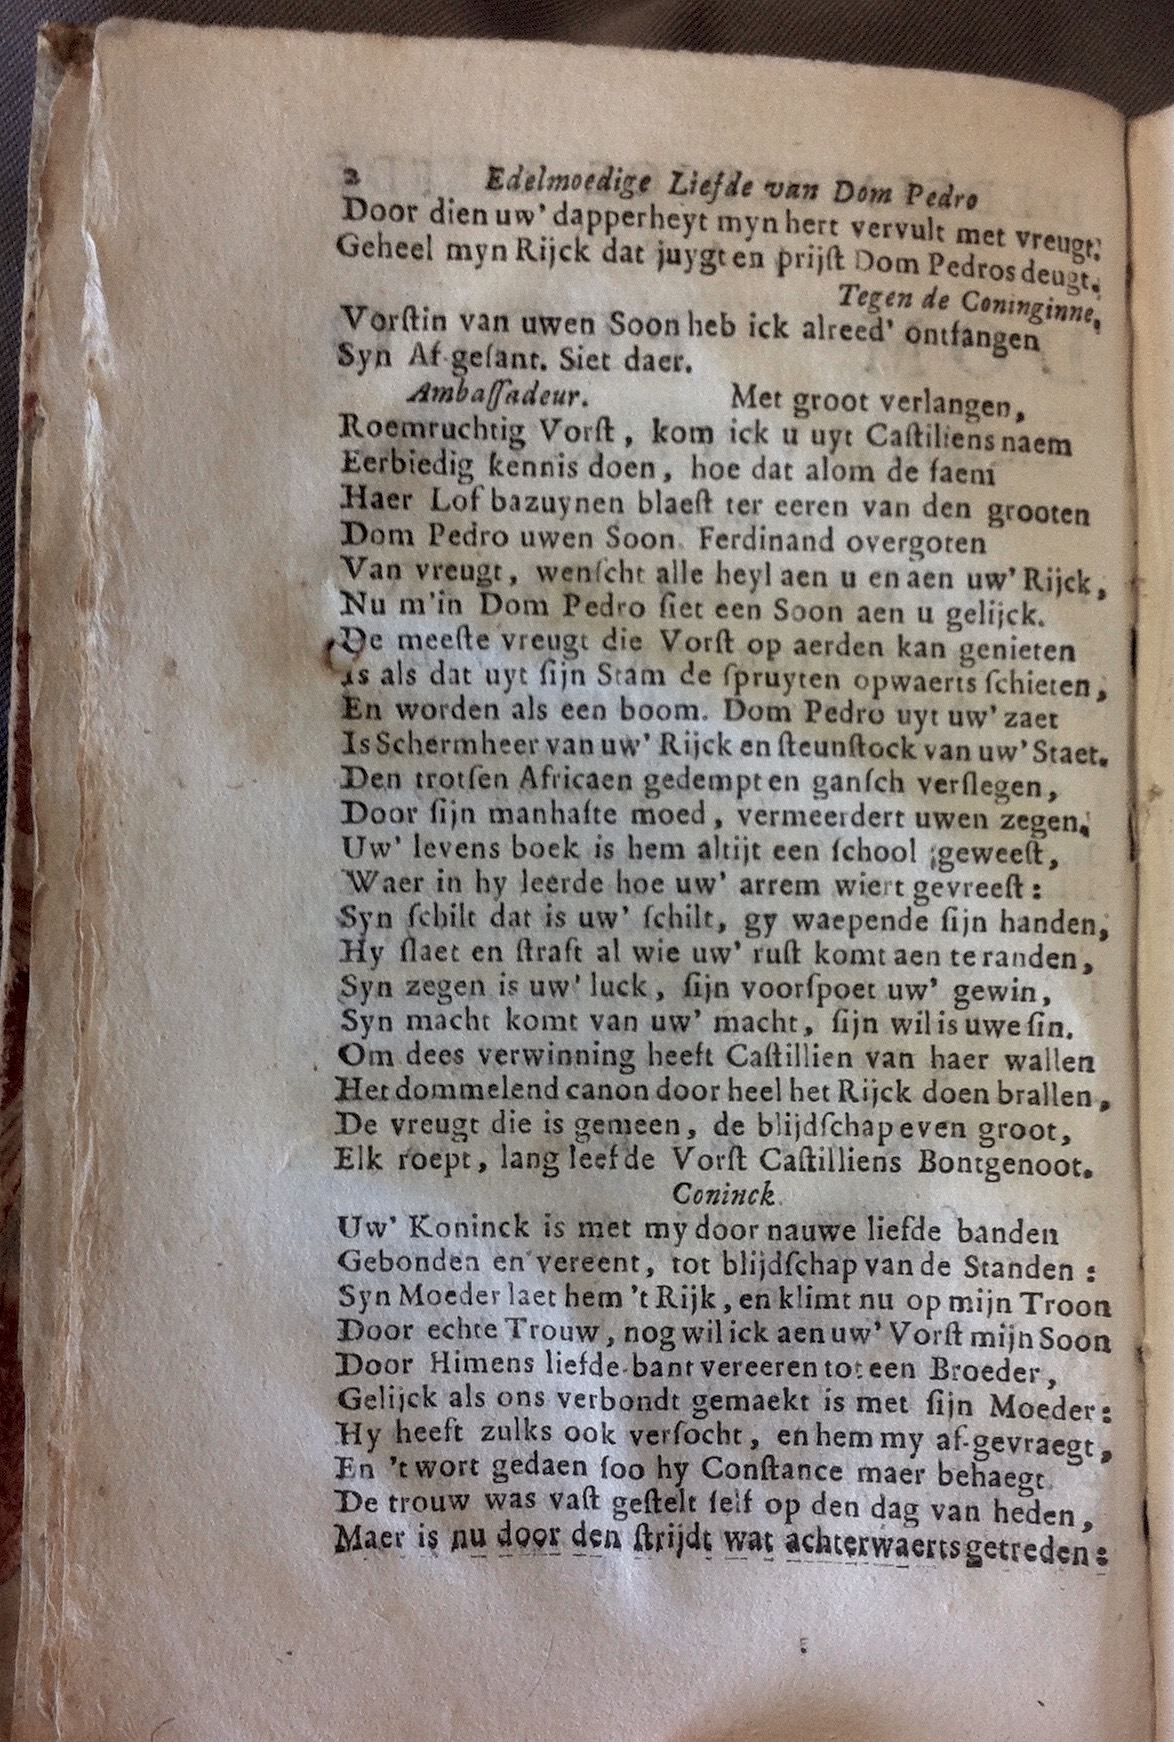 2 Edelmoedige Liefde van Dom Pedro
Door dien uw' dapperheyt myn hert vervult met vreugt:
Geheel myn Rijck dat juygt en prijſt Dom Pedros deugt.
Tegen de Coninginne.
Vorſtin van uwen Soon heb ick alreed' ontfangen
Syn Af-geſant. Siet daer.
Ambaſſadeur. Met groot verlangen,
Roemruchtig Vorſt, kom ick u uyt Caſtiliens naem
Eerbiedig kennis doen, hoe dat alom de faem
Haer Lof bazuynen blaeſt ter eeren van den grooten
Dom Pedro uwen Soon. Ferdinand overgoten
Van vreugt, wenſcht alle heyl aen u en aen uw' Rijck,
Nu m'in Dom Pedro ſiet een Soon aen u gelijck.
De meeſte vreugt die Vorſt op aerden kan genieten
Is als dat uyt ſijn Stam de ſpruyten opwaerts ſchieten,
En worden als een boom. Dom Pedro uyt uw' zaet
Is Schermheer van uw' Rijck en ſteunſtock van uw' Staet.
Den trotſen Africaen gedempt en ganſch verſlegen,
Door ſijn manhafte moed, vermeerdert uwen zegen.
Uw' levens boek is hem altijt een ſchool geweeſt,
Waer in hy leerde hoe uw' arrem wiert gevreeſt:
Syn ſchilt dat is uw' ſchilt, gy waepende ſijn handen,
Hy ſlaet en ſtraft al wie uw' ruſt komt aen te randen,
Syn zegen is uw' luck, ſijn voorſpoet uw' gewin,
Syn macht komt van uw' macht, ſijn wil is uwe ſin.
Om dees verwinning heeft Caſtillien van haer wallen
Het dommelend canon door heel het Rijck doen brallen,
De vreugt die is gemeen, de blijdſchap even groot,
Elk roept, lang leef de Vorſt Caſtilliens Bontgenoot.
Coninck.
Uw' Koninck is met my door nauwe liefde banden
Gebonden en vereent, tot blijdſchap van de Standen:
Syn Moeder laet hem 't Rijk, en klimt nu op mijn Troon
Door echte Trouw, nog wil ick aen uw' Vorſt mijn Soon
Door Himens liefde-bant vereeren tot een Broeder,
Gelijck als ons verbondt gemaekt is met ſijn Moeder:
Hy heeft zulks ook verſocht, en hem my af-gevraegt,
En 't wort gedaen ſoo hy Conſtance maer behaegt.
De trouw was vaſt geſtelt ſelf op den dag van heden,
Maer is nu door den ſtrijdt wat achterwaerts getreden: